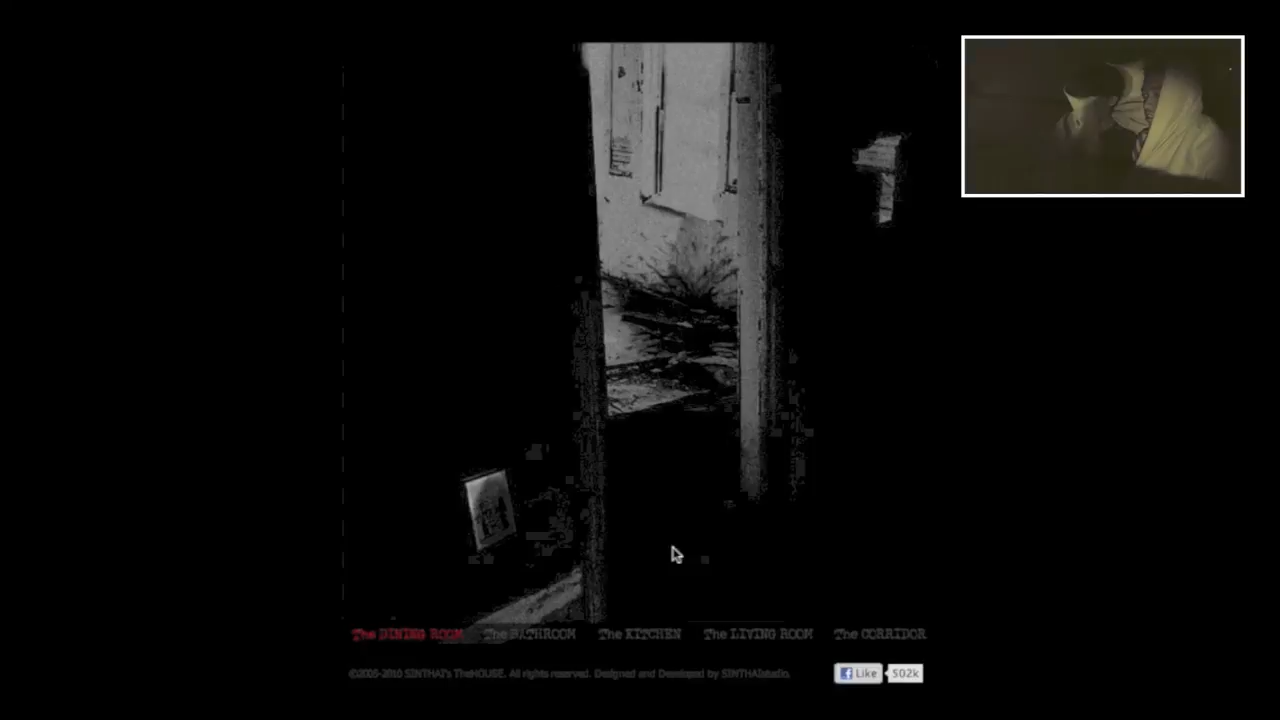 The DINING ROOM The BATHROOM The KITCHEN The LIVING ROOM The CORRIDOR
©2005-2010 SINTHAI's TheHOUSE. All rights reserved. Designed and Developed by SINTHAIstudio.
Like 502k